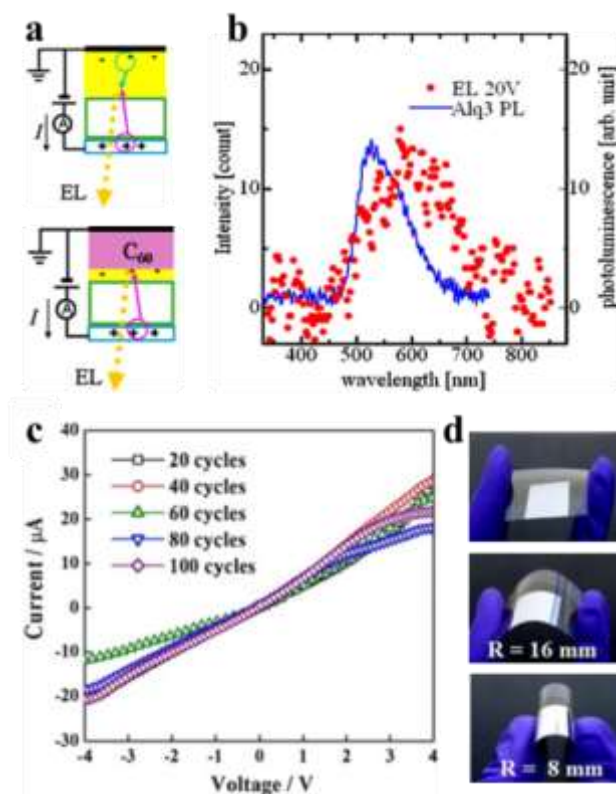 a
I
A
EL
C60
I
A
EL
b
EL 20V
Alq3 PL
Intensity [count]
20
10
0
photoluminescence [arb. unit]
20
10
0
400 500 600 700 800
wavelength [nm]
c
20 cycles
40 cycles
60 cycles
80 cycles
100 cycles
Current / μA
40
30
20
10
0
-10
-20
-30
-4 -3 -2 -1 0 1 2 3 4
Voltage / V
d
R = 16 mm
R = 8 mm